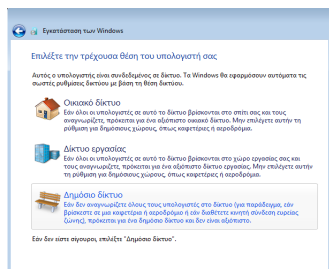 Εγκατάσταση των Windows
Επιλέξτε την τρέχουσα θέση του υπολογιστή σας
Αυτός ο υπολογιστής είναι συνδεδεμένος σε δίκτυο. Τα Windows θα εφαρμόσουν αυτόματα τις
σωστές ρυθμίσεις δικτύου με βάση τη θέση δικτύου.
Οικιακό δίκτυο
Εάν όλοι οι υπολογιστές σε αυτό το δίκτυο βρίσκονται στο σπίτι σας και τους
αναγνωρίζετε, πρόκειται για ένα αξιόπιστο οικιακό δίκτυο. Μην επιλέγετε αυτήν τη
ρύθμιση για δημόσιους χώρους, όπως καφετέριες ή αεροδρόμια.
Δίκτυο εργασίας
Εάν όλοι οι υπολογιστές σε αυτό το δίκτυο βρίσκονται στο χώρο εργασίας σας και
τους αναγνωρίζετε, πρόκειται για ένα αξιόπιστο δίκτυο εργασίας. Μην επιλέγετε αυτήν
τη ρύθμιση για δημόσιους χώρους, όπως καφετέριες ή αεροδρόμια.
Δημόσιο δίκτυο
Εάν δεν αναγνωρίζετε όλους τους υπολογιστές στο δίκτυο (για παράδειγμα, εάν
βρίσκεστε σε μια καφετέρια ή αεροδρόμιο ή εάν διαθέτετε κινητή σύνδεση ευρείας
ζώνης), πρόκειται για ένα δημόσιο δίκτυο και δεν είναι αξιόπιστο.
Εάν δεν είστε σίγουροι, επιλέξτε "Δημόσιο δίκτυο".